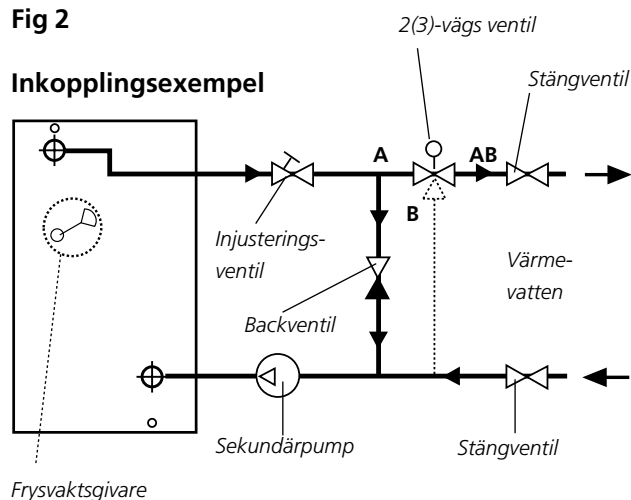 Fig 2
2(3)-vägs ventil
Inkopplingsexempel
Stängventil
A
AB
B
Injusterings-
ventil
Värme-
vatten
Backventil
Sekundärpump
Stängventil
Frysvaktsgivare